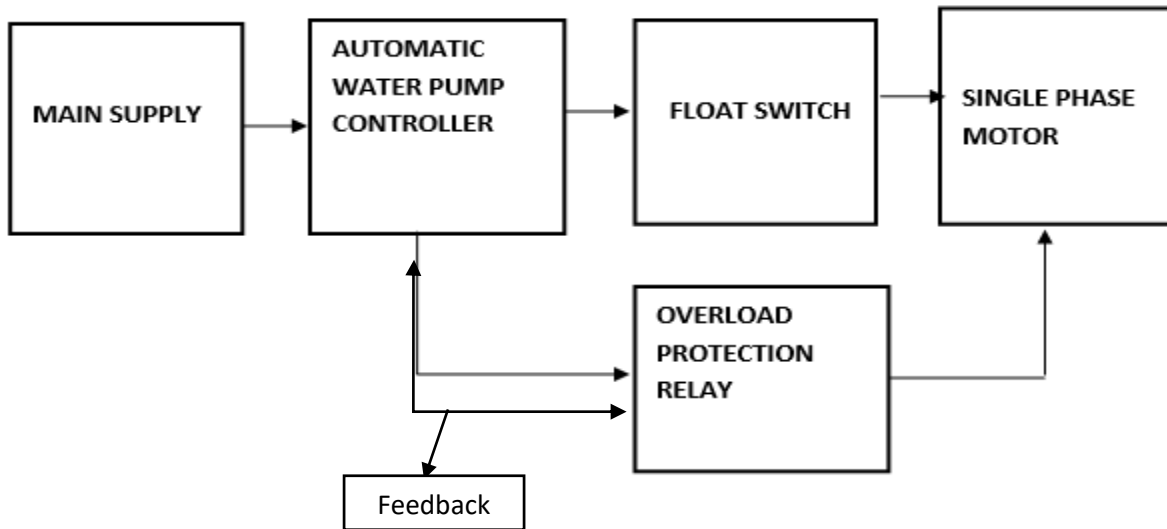 MAIN SUPPLY
AUTOMATIC
WATER PUMP
CONTROLLER
FLOAT SWITCH
SINGLE PHASE
MOTOR
OVERLOAD
PROTECTION
RELAY
Feedback